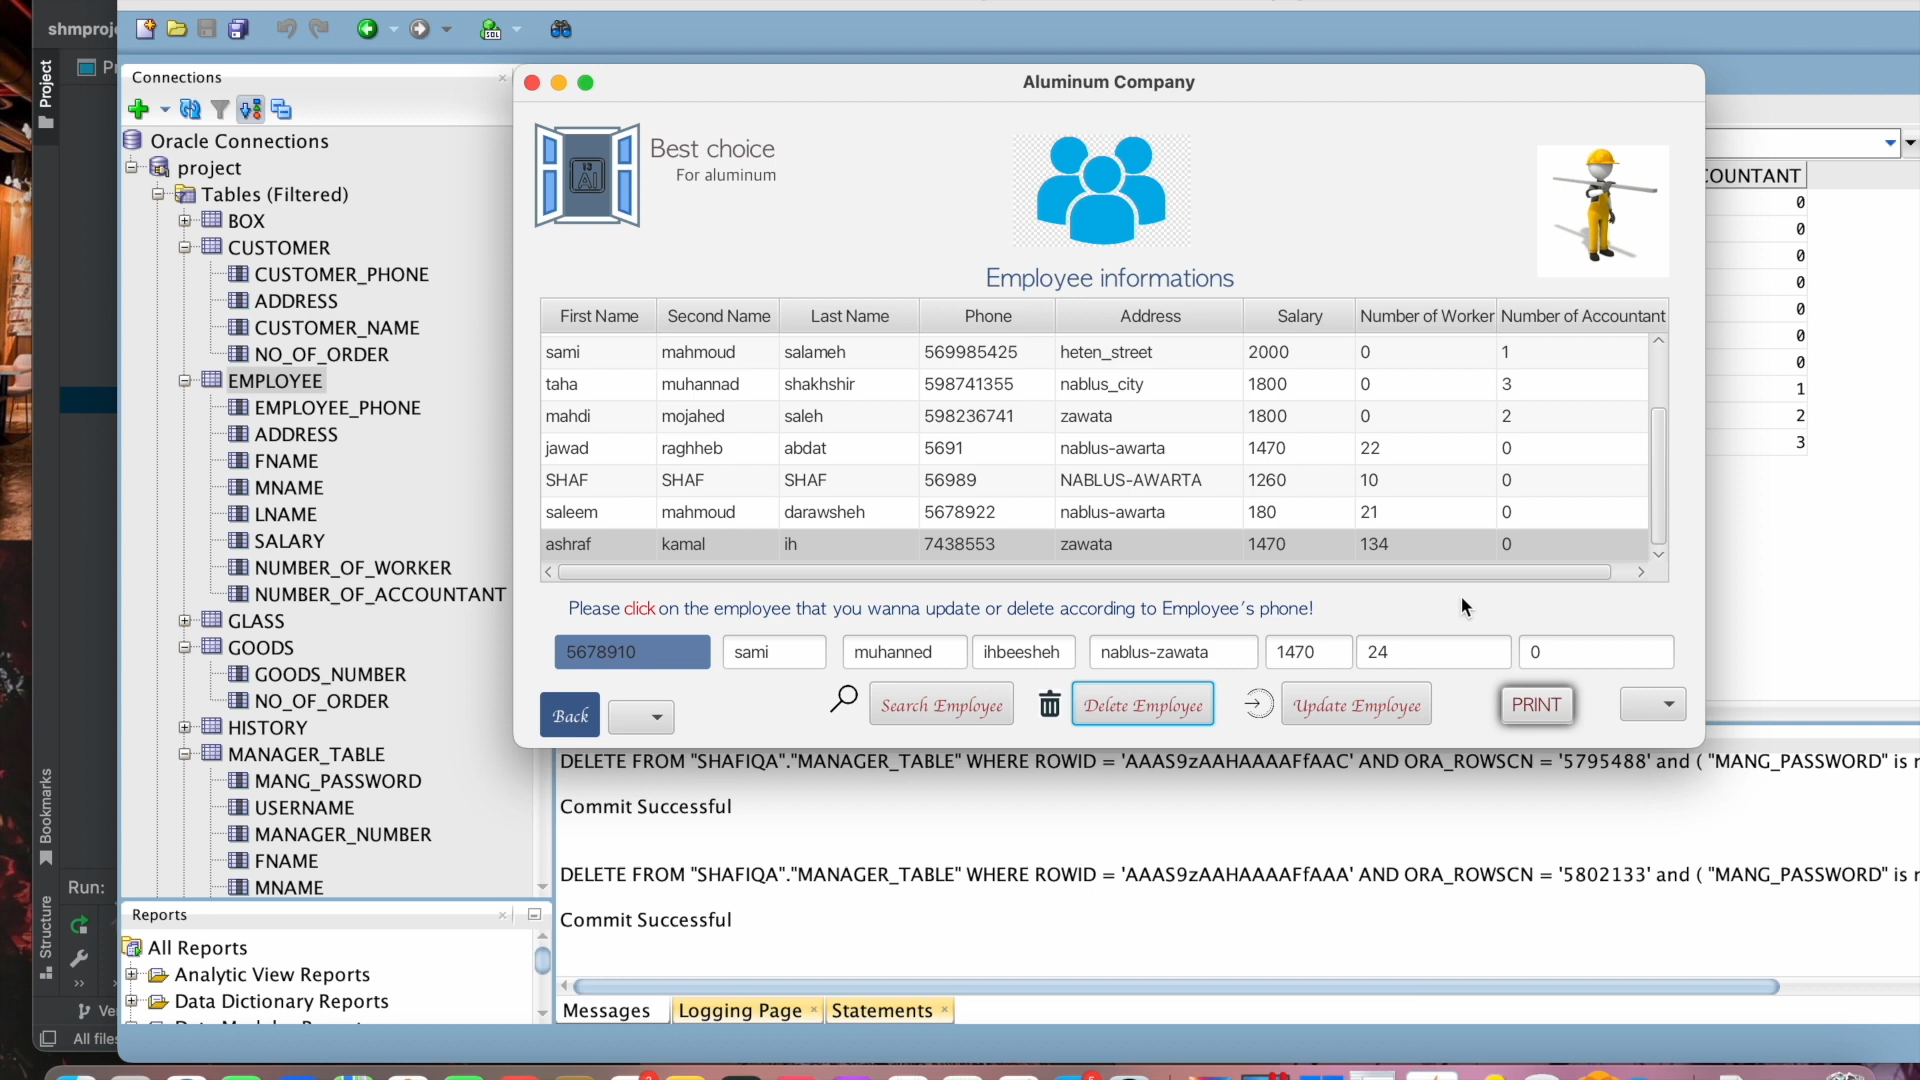 shmproj
Project
Pr
Connections
Oracle Connections
project
Tables (Filtered)
BOX
CUSTOMER
CUSTOMER_PHONE
ADDRESS
CUSTOMER_NAME
NO_OF_ORDER
EMPLOYEE
EMPLOYEE_PHONE
ADDRESS
FNAME
MNAME
LNAME
SALARY
NUMBER_OF_WORKER
NUMBER_OF_ACCOUNTANT
GLASS
GOODS
GOODS_NUMBER
NO_OF_ORDER
HISTORY
MANAGER_TABLE
MANG_PASSWORD
USERNAME
MANAGER_NUMBER
FNAME
MNAME
Reports
All Reports
Analytic View Reports
Data Dictionary Reports
Bookmarks
Structure
Run:
Ve
All files
Aluminum Company
Best choice
For aluminum
13
Al
Employee informations
First Name Second Name Last Name Phone Address Salary Number of Worker Number of Accountant
sami mahmoud salameh 569985425 heten_street 2000 0 1
taha muhannad shakhshir 598741355 nablus_city 1800 0 3
mahdi mojahed saleh 598236741 zawata 1800 0 2
jawad raghheb abdat 5691 nablus-awarta 1470 22 0
SHAF SHAF SHAF 56989 NABLUS-AWARTA 1260 10 0
saleem mahmoud darawsheh 5678922 nablus-awarta 180 21 0
ashraf kamal ih 7438553 zawata 1470 134 0
Please click on the employee that you wanna update or delete according to Employee's phone!
5678910 sami muhanned ihbeesheh nablus-zawata 1470 24 0
Back Search Employee Delete Employee Update Employee PRINT
COUNTANT
0
0
0
0
0
0
0
1
2
3
DELETE FROM "SHAFIQA"."MANAGER_TABLE" WHERE ROWID = 'AAAS9zAAHAAAAFfAAC' AND ORA_ROWSCN = '5795488' and ( "MANG_PASSWORD" is n
Commit Successful
DELETE FROM "SHAFIQA"."MANAGER_TABLE" WHERE ROWID = 'AAAS9zAAHAAAAFfAAA' AND ORA_ROWSCN = '5802133' and ( "MANG_PASSWORD" is n
Commit Successful
Messages Logging Page Statements